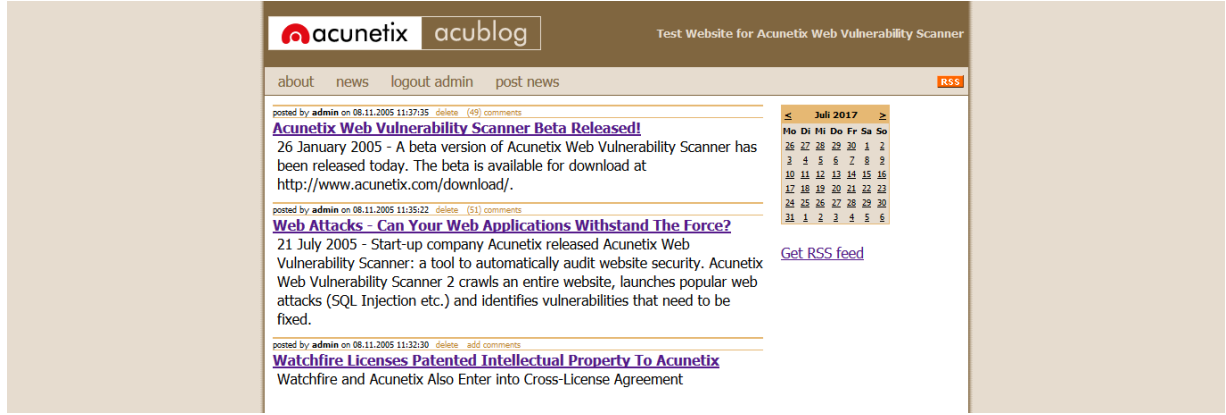 acunetix acublog
Test Website for Acunetix Web Vulnerability Scanner
about news logout admin post news
RSS
posted by admin on 08.11.2005 11:37:35 delete (49) comments
Acunetix Web Vulnerability Scanner Beta Released!
26 January 2005 - A beta version of Acunetix Web Vulnerability Scanner has
been released today. The beta is available for download at
http://www.acunetix.com/download/.
posted by admin on 08.11.2005 11:35:22 delete (51) comments
Web Attacks - Can Your Web Applications Withstand The Force?
21 July 2005 - Start-up company Acunetix released Acunetix Web
Vulnerability Scanner: a tool to automatically audit website security. Acunetix
Web Vulnerability Scanner 2 crawls an entire website, launches popular web
attacks (SQL Injection etc.) and identifies vulnerabilities that need to be
fixed.
posted by admin on 08.11.2005 11:32:30 delete add comments
Watchfire Licenses Patented Intellectual Property To Acunetix
Watchfire and Acunetix Also Enter into Cross-License Agreement
< Juli 2017 >
Mo Di Mi Do Fr Sa So
26 27 28 29 30 1 2
3 4 5 6 7 8 9
10 11 12 13 14 15 16
17 18 19 20 21 22 23
24 25 26 27 28 29 30
31 1 2 3 4 5 6
Get RSS feed